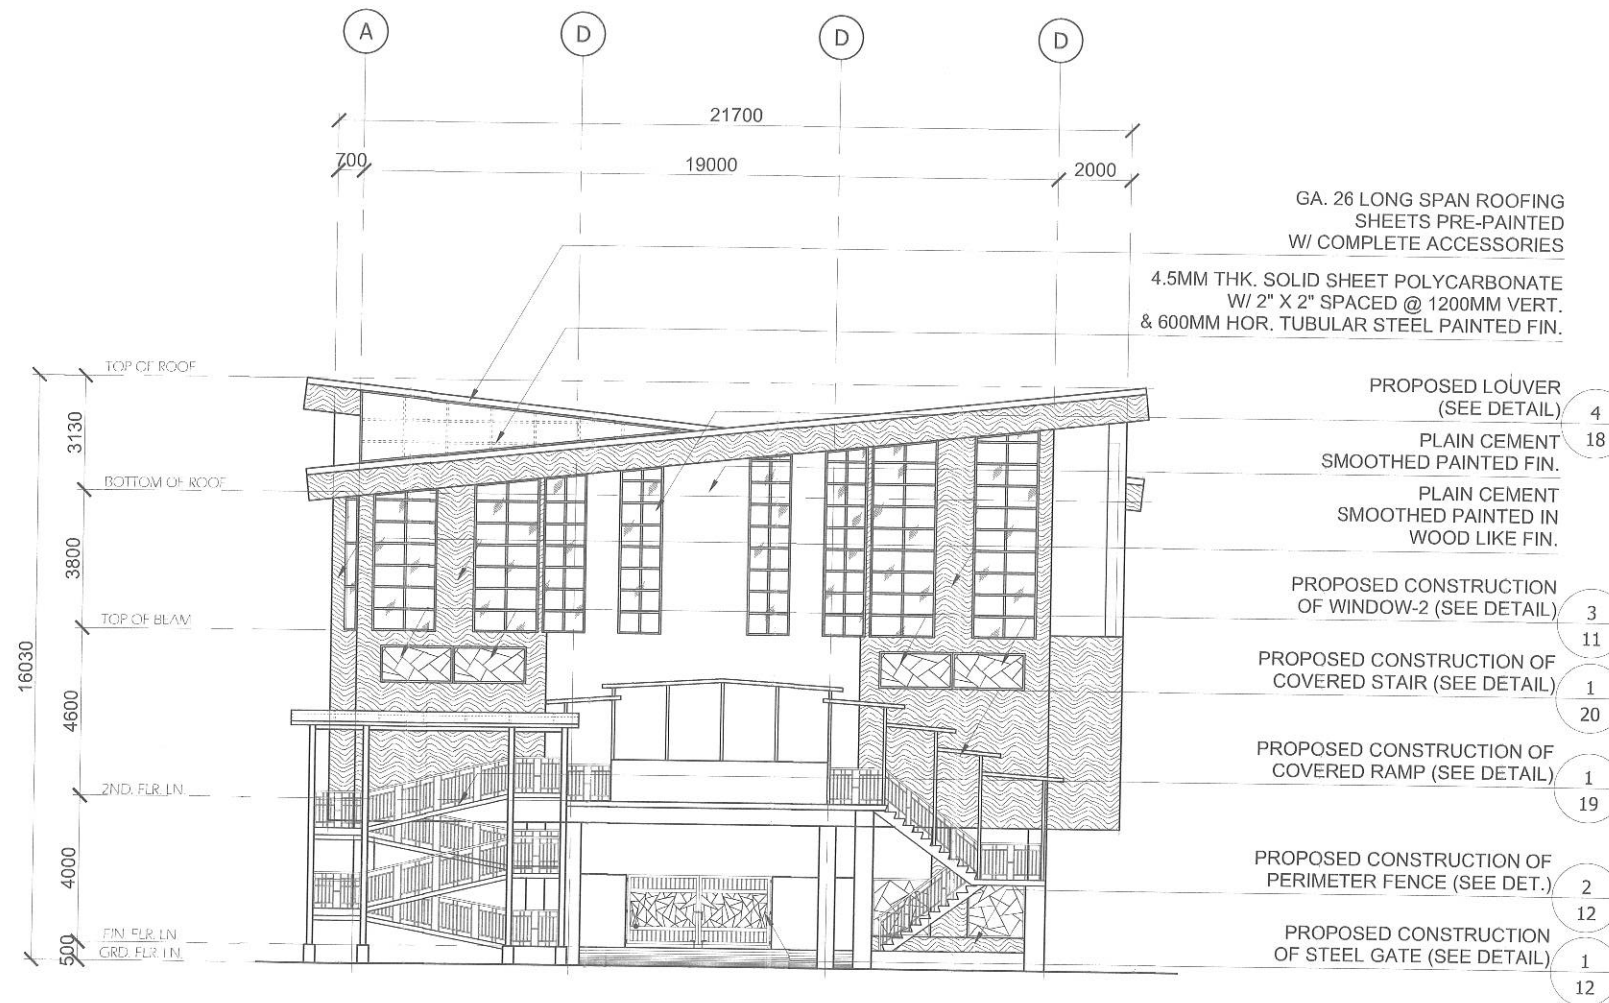 A
D
D
D
21700
700
19000
2000
GA. 26 LONG SPAN ROOFING
SHEETS PRE-PAINTED
W/ COMPLETE ACCESSORIES
4.5MM THK. SOLID SHEET POLYCARBONATE
W/ 2" X 2" SPACED @ 1200MM VERT.
& 600MM HOR. TUBULAR STEEL PAINTED FIN.
TOP OF ROOF
PROPOSED LOUVER
(SEE DETAIL)
4
18
3130
PLAIN CEMENT
SMOOTHED PAINTED FIN.
BOTTOM OF ROOF
PLAIN CEMENT
SMOOTHED PAINTED IN
WOOD LIKE FIN.
3800
PROPOSED CONSTRUCTION
OF WINDOW-2 (SEE DETAIL)
3
11
TOP OF BEAM
16030
PROPOSED CONSTRUCTION OF
COVERED STAIR (SEE DETAIL)
1
20
4600
PROPOSED CONSTRUCTION OF
COVERED RAMP (SEE DETAIL)
1
19
2ND. FLR. LN.
4000
PROPOSED CONSTRUCTION OF
PERIMETER FENCE (SEE DET.)
2
12
FIN. FLR. LN
500
GRD. FLR. LN.
PROPOSED CONSTRUCTION
OF STEEL GATE (SEE DETAIL)
1
12